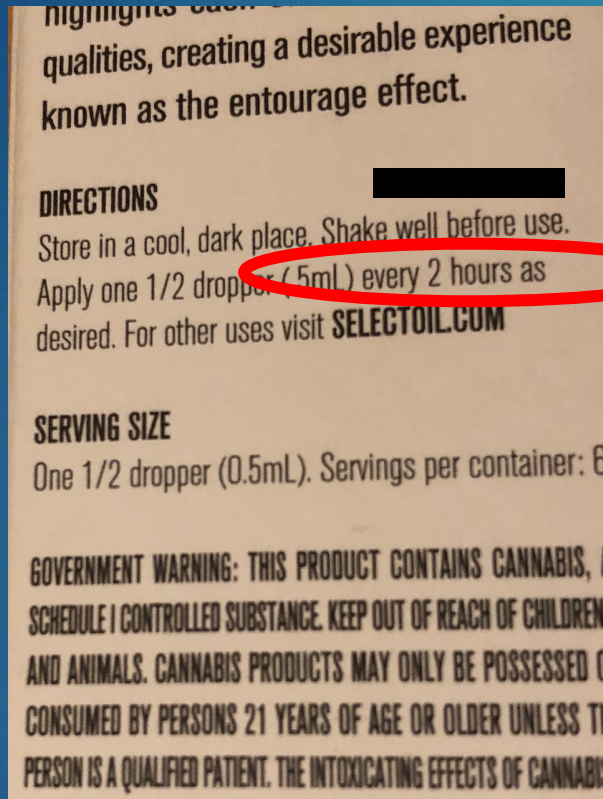 qualities, creating a desirable experience
known as the entourage effect.
DIRECTIONS
Store in a cool, dark place. Shake well before use.
Apply one 1/2 dropper (.5mL) every 2 hours as
desired. For other uses visit SELECTOIL.COM
SERVING SIZE
One 1/2 dropper (0.5mL). Servings per container: 6
GOVERNMENT WARNING: THIS PRODUCT CONTAINS CANNABIS,
SCHEDULE I CONTROLLED SUBSTANCE. KEEP OUT OF REACH OF CHILDREN
AND ANIMALS. CANNABIS PRODUCTS MAY ONLY BE POSSESSED
CONSUMED BY PERSONS 21 YEARS OF AGE OR OLDER UNLESS
PERSON IS A QUALIFIED PATIENT. THE INTOXICATING EFFECTS OF CANNABIS